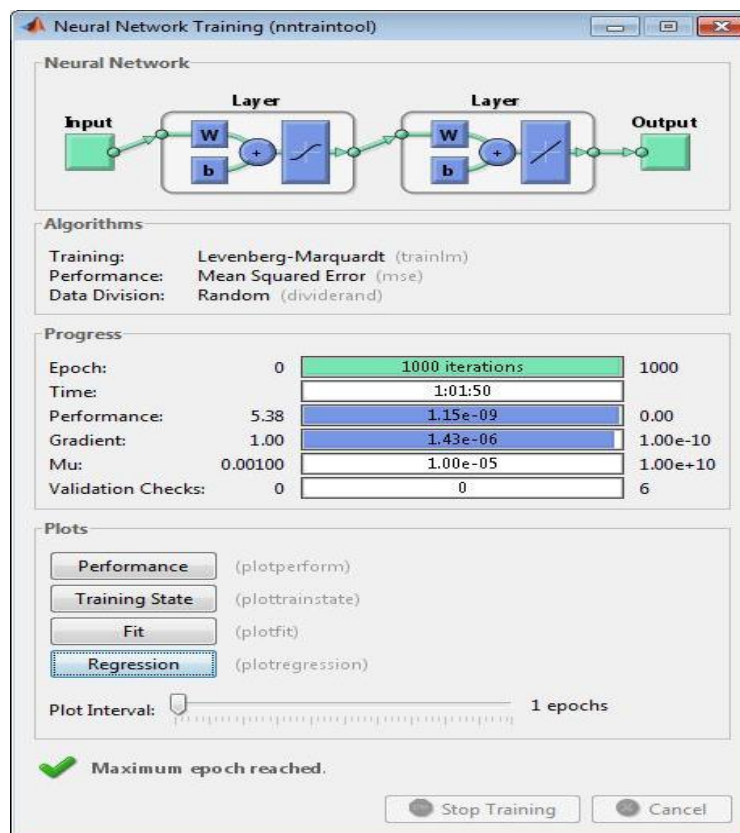 Neural Network Training (nntraintool)
Neural Network
Layer Layer
Input Output
W W
b b
+ +
Algorithms
Training: Levenberg-Marquardt (trainlm)
Performance: Mean Squared Error (mse)
Data Division: Random (dividerand)
Progress
Epoch: 0 1000 iterations 1000
Time: 1:01:50
Performance: 5.38 1.15e-09 0.00
Gradient: 1.00 1.43e-06 1.00e-10
Mu: 0.00100 1.00e-05 1.00e+10
Validation Checks: 0 0 6
Plots
Performance (plotperform)
Training State (plottrainstate)
Fit (plotfit)
Regression (plotregression)
Plot Interval: 1 epochs
Maximum epoch reached.
Stop Training Cancel